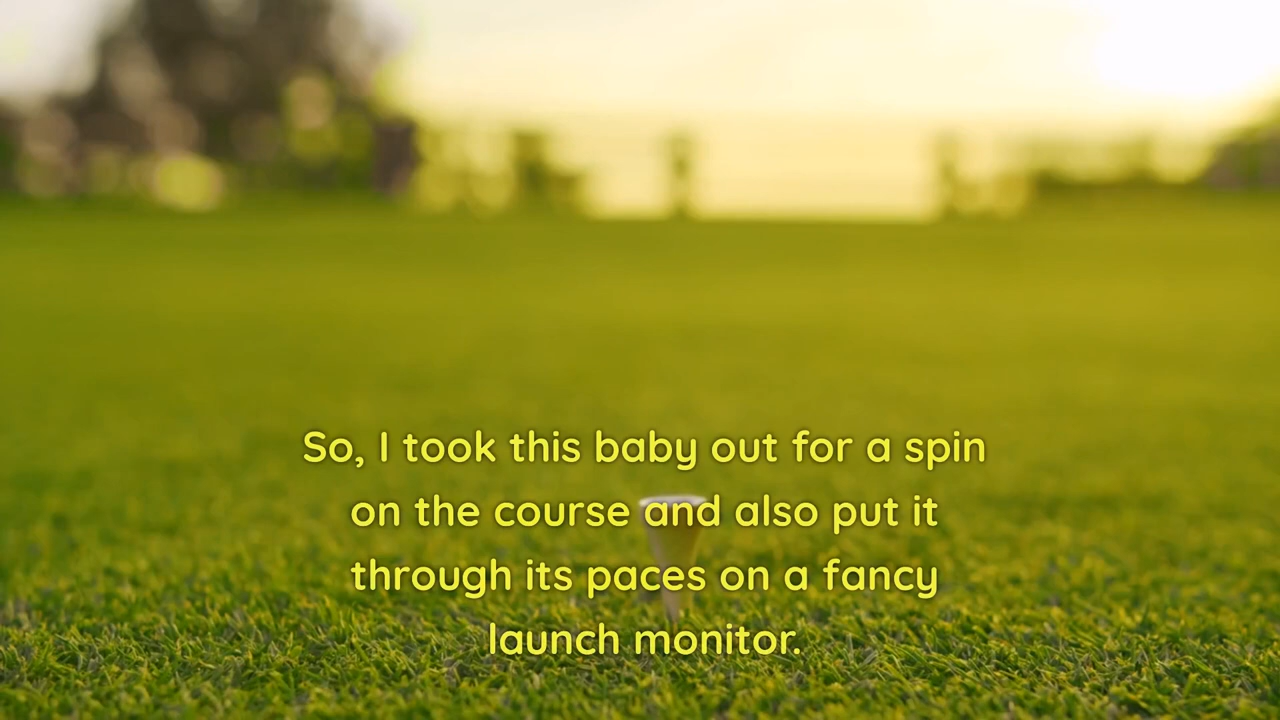 So, I took this baby out for a spin
on the course and also put it
through its paces on a fancy
launch monitor.